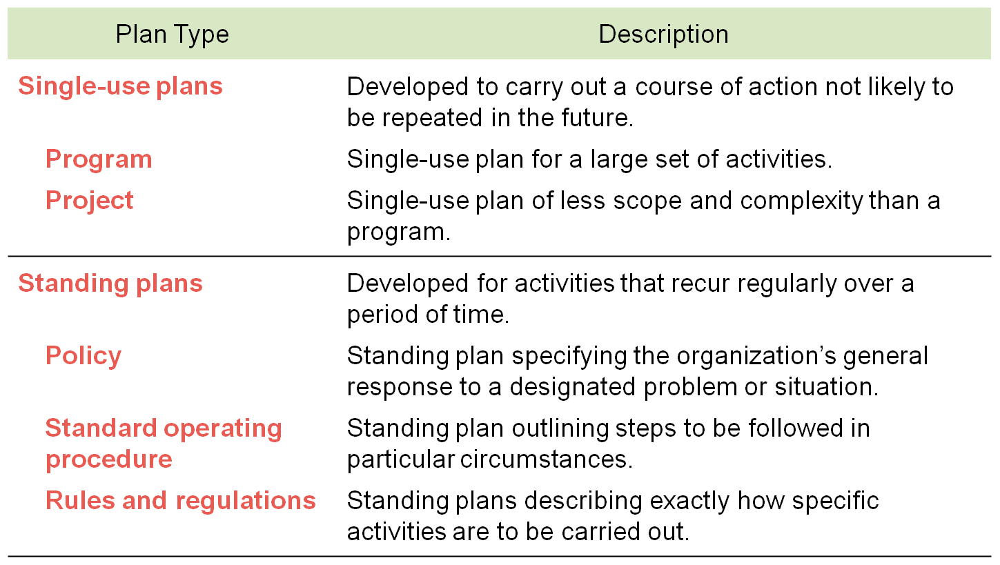 Plan Type Description
Single-use plans Developed to carry out a course of action not likely to
be repeated in the future.
Program Single-use plan for a large set of activities.
Project Single-use plan of less scope and complexity than a
program.
Standing plans Developed for activities that recur regularly over a
period of time.
Policy Standing plan specifying the organization’s general
response to a designated problem or situation.
Standard operating Standing plan outlining steps to be followed in
procedure particular circumstances.
Rules and regulations Standing plans describing exactly how specific
activities are to be carried out.